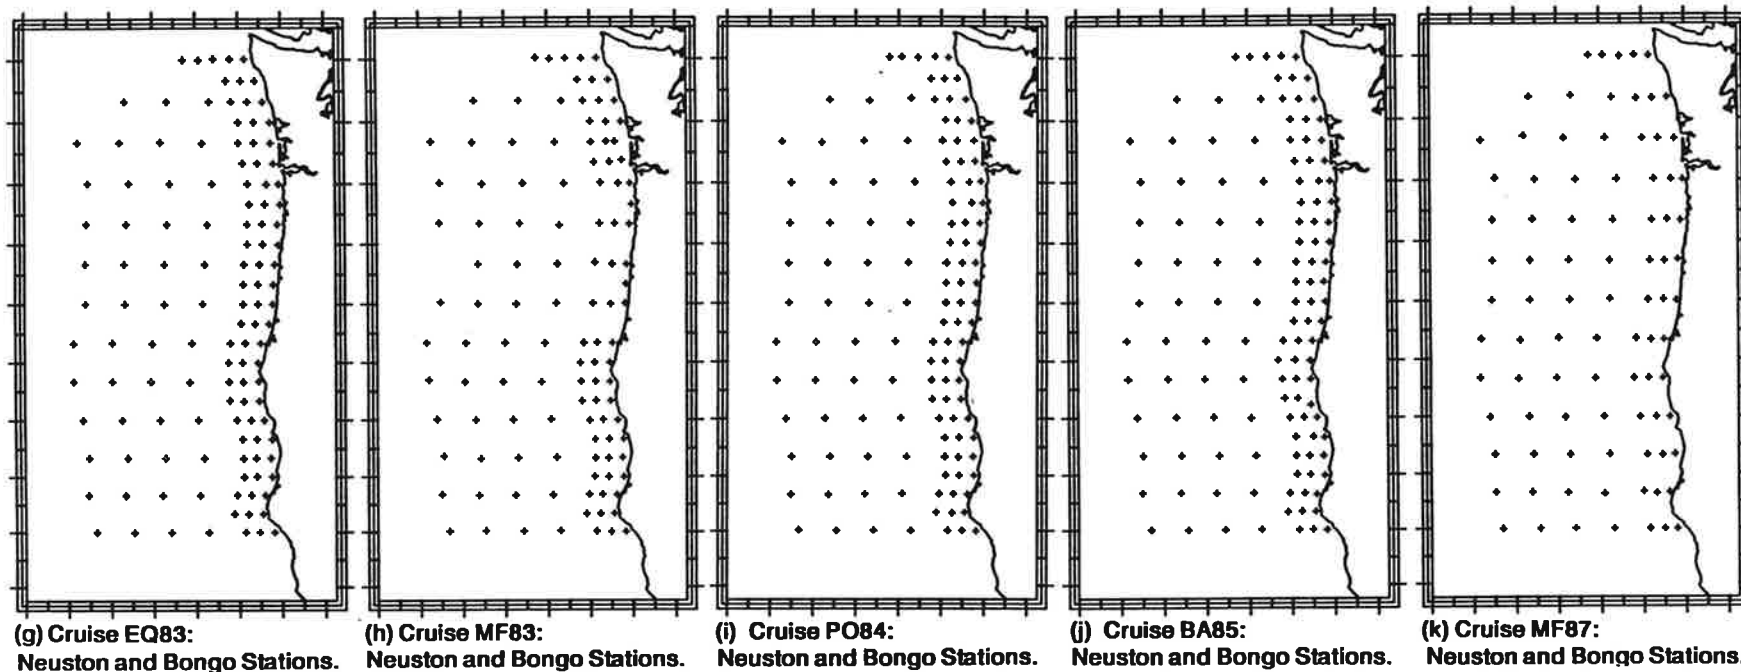 (g) Cruise EQ83:
Neuston and Bongo Stations.
(h) Cruise MF83:
Neuston and Bongo Stations.
(i) Cruise PO84:
Neuston and Bongo Stations.
(j) Cruise BA85:
Neuston and Bongo Stations.
(k) Cruise MF87:
Neuston and Bongo Stations.